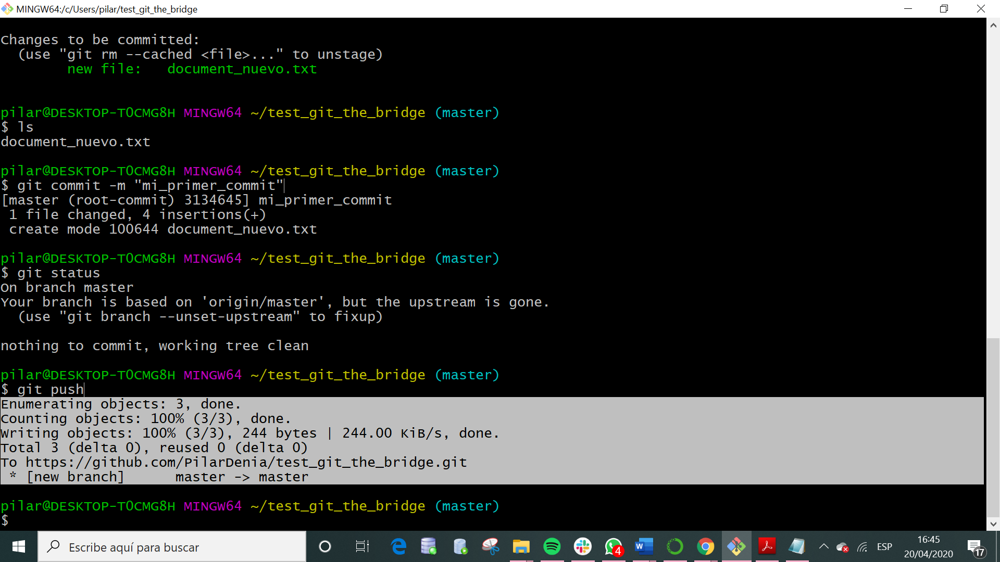 MINGW64:/c/Users/pilar/test_git_the_bridge
Changes to be committed:
  (use "git rm --cached <file>..." to unstage)
        new file:   document_nuevo.txt
pilar@DESKTOP-T0CMG8H MINGW64 ~/test_git_the_bridge (master)
$ ls
document_nuevo.txt
pilar@DESKTOP-T0CMG8H MINGW64 ~/test_git_the_bridge (master)
$ git commit -m "mi_primer_commit"
[master (root-commit) 3134645] mi_primer_commit
 1 file changed, 4 insertions(+)
 create mode 100644 document_nuevo.txt
pilar@DESKTOP-T0CMG8H MINGW64 ~/test_git_the_bridge (master)
$ git status
On branch master
Your branch is based on 'origin/master', but the upstream is gone.
  (use "git branch --unset-upstream" to fixup)
nothing to commit, working tree clean
pilar@DESKTOP-T0CMG8H MINGW64 ~/test_git_the_bridge (master)
$ git push
Enumerating objects: 3, done.
Counting objects: 100% (3/3), done.
Writing objects: 100% (3/3), 244 bytes | 244.00 KiB/s, done.
Total 3 (delta 0), reused 0 (delta 0)
To https://github.com/PilarDenia/test_git_the_bridge.git
 * [new branch]      master -> master
pilar@DESKTOP-T0CMG8H MINGW64 ~/test_git_the_bridge (master)
$
Escribe aquí para buscar
4
W
ESP
16:45
20/04/2020
17